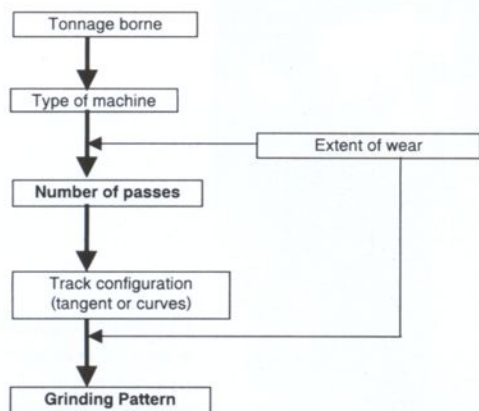 Tonnage borne
Type of machine
Extent of wear
Number of passes
Track configuration
(tangent or curves)
Grinding Pattern